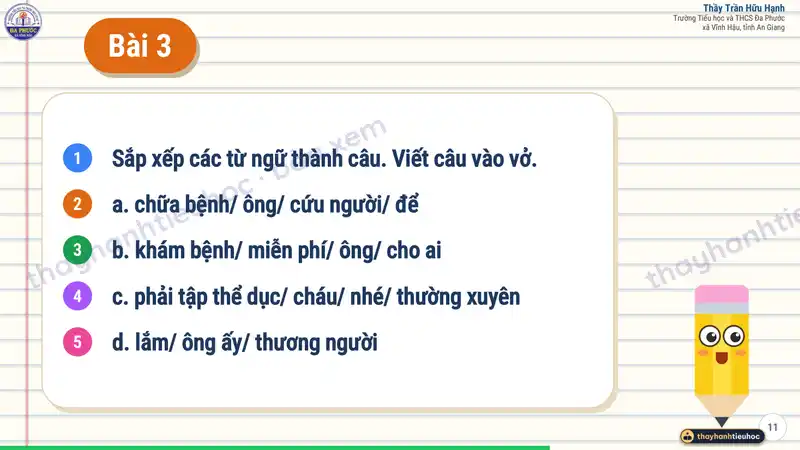 ĐA PHƯỚC
Thầy Trần Hữu Hạnh
Trường Tiểu học và THCS Đa Phước
xã Vĩnh Hậu, tỉnh An Giang
Bài 3
1 Sắp xếp các từ ngữ thành câu. Viết câu vào vở.
2 a. chữa bệnh/ ông/ cứu người/ để
3 b. khám bệnh/ miễn phí/ ông/ cho ai
4 c. phải tập thể dục/ cháu/ nhé/ thường xuyên
5 d. lắm/ ông ấy/ thương người
thayhanhtieuhoc
11